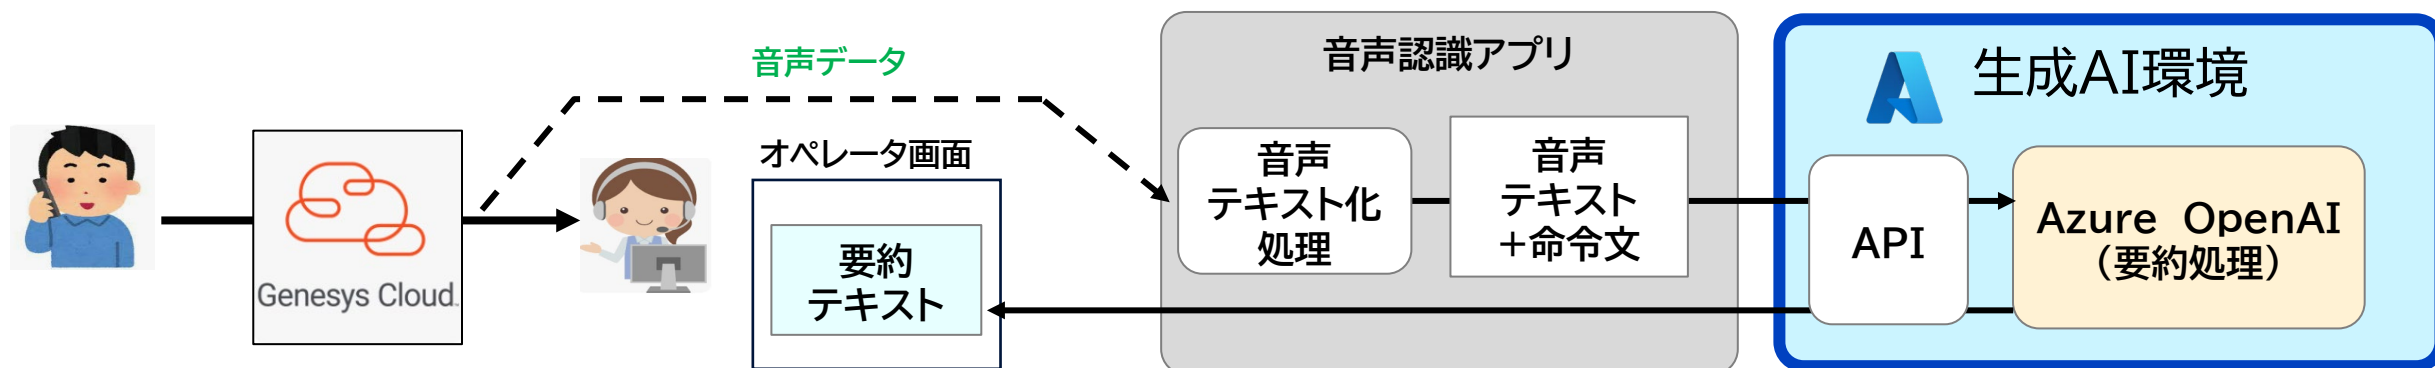 音声データ
Genesys Cloud
オペレータ画面
要約
テキスト
音声認識アプリ
音声
テキスト化
処理
音声
テキスト
+命令文
生成AI環境
API
Azure OpenAI
(要約処理)